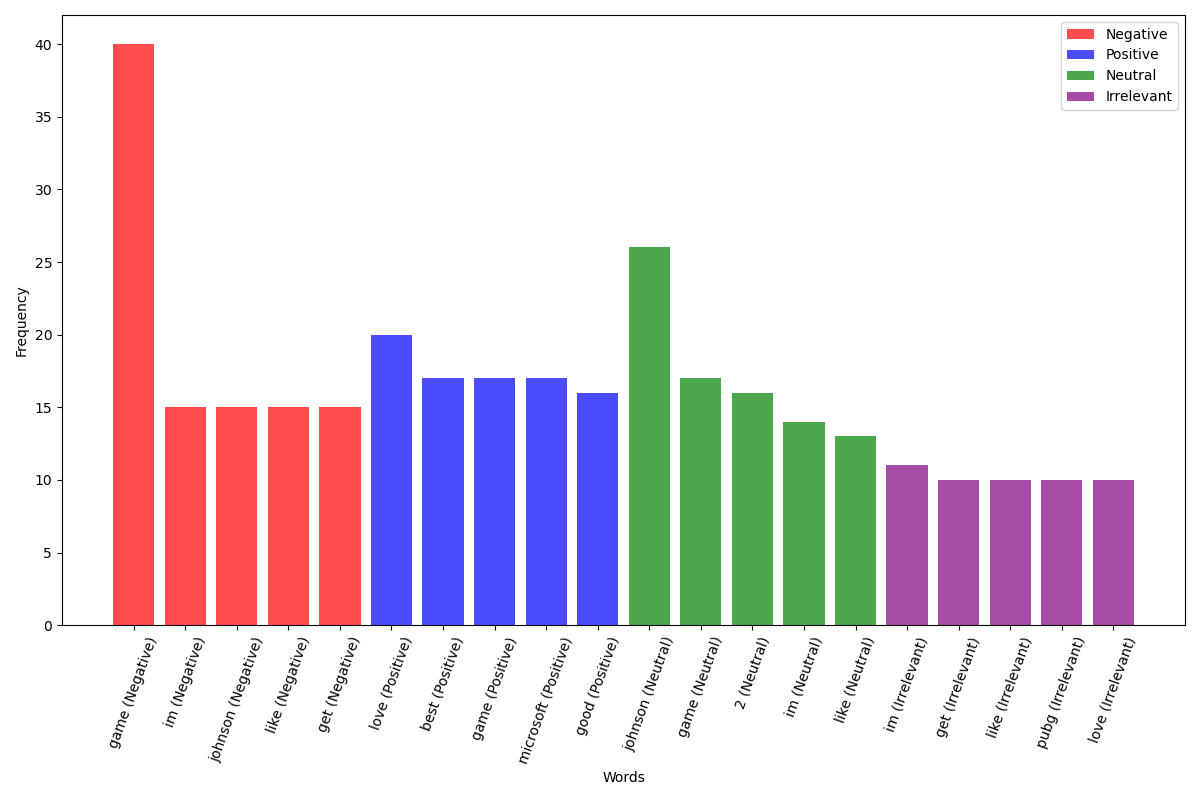 Negative
Positive
Neutral
Irrelevant
40
35
30
25
20
15
10
5
0
Frequency
game (Negative)
im (Negative)
johnson (Negative)
like (Negative)
get (Negative)
love (Positive)
best (Positive)
game (Positive)
microsoft (Positive)
good (Positive)
johnson (Neutral)
game (Neutral)
2 (Neutral)
im (Neutral)
like (Neutral)
im (Irrelevant)
get (Irrelevant)
like (Irrelevant)
pubg (Irrelevant)
love (Irrelevant)
Words